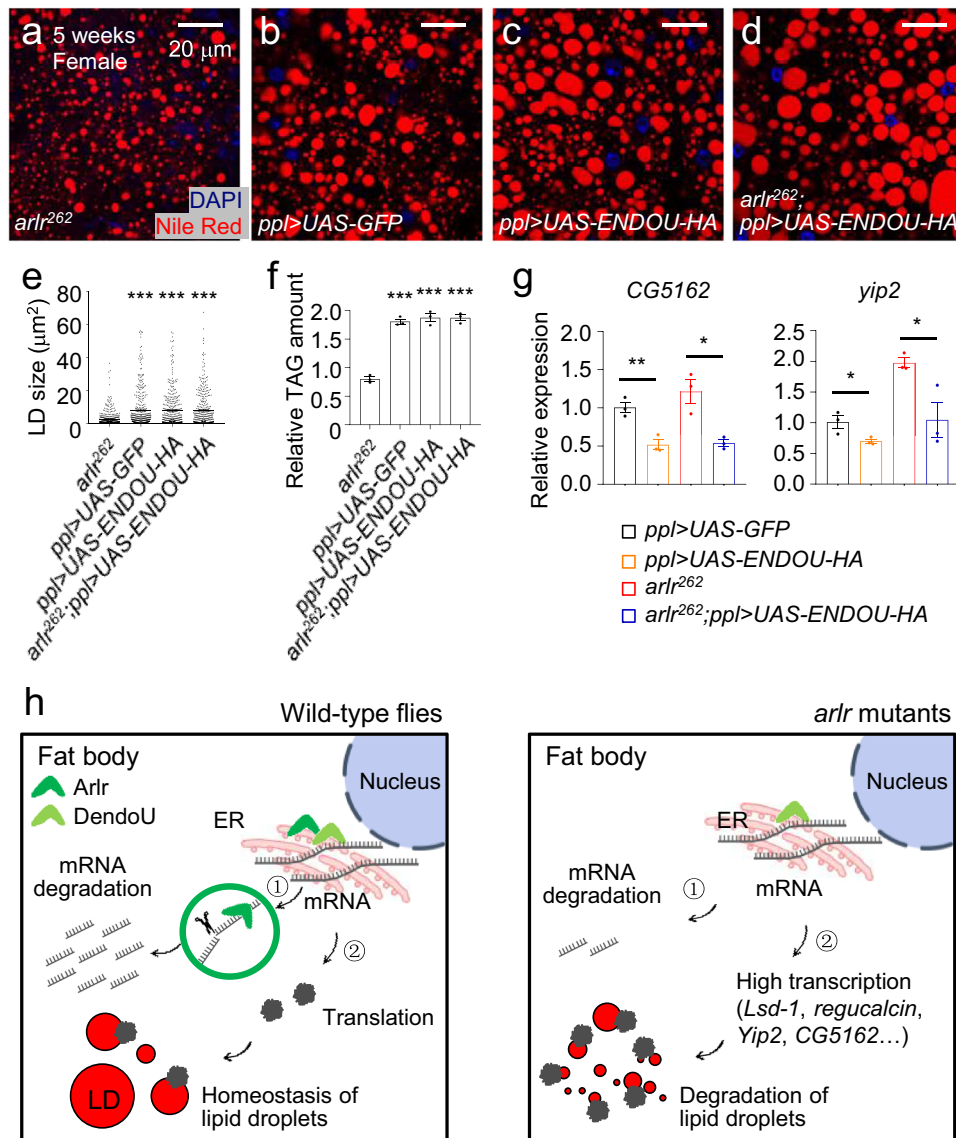 a
5 weeks
Female
20 μm
DAPI
Nile Red
arlr²⁶²
b
ppl>UAS-GFP
c
ppl>UAS-ENDOU-HA
d
arlr²⁶²;
ppl>UAS-ENDOU-HA
e
LD size (μm²)
80
60
40
20
0
***
***
***
arlr²⁶²
ppl>UAS-GFP
ppl>UAS-ENDOU-HA
arlr²⁶²;ppl>UAS-ENDOU-HA
f
Relative TAG amount
2.0
1.0
0
***
***
***
arlr²⁶²
ppl>UAS-GFP
ppl>UAS-ENDOU-HA
arlr²⁶²;ppl>UAS-ENDOU-HA
g
Relative expression
CG5162
2.0
1.5
1.0
0.5
0.0
**
*
yip2
2.5
2.0
1.5
1.0
0.5
0.0
*
*
ppl>UAS-GFP
ppl>UAS-ENDOU-HA
arlr²⁶²
arlr²⁶²;ppl>UAS-ENDOU-HA
h
Wild-type flies
Fat body
Arlr
DendoU
Nucleus
ER
mRNA
degradation
①
mRNA
②
Translation
LD
Homeostasis of
lipid droplets
arlr mutants
Fat body
Nucleus
ER
mRNA
degradation
①
mRNA
②
High transcription
(Lsd-1, regucalcin,
Yip2, CG5162...)
Degradation of
lipid droplets